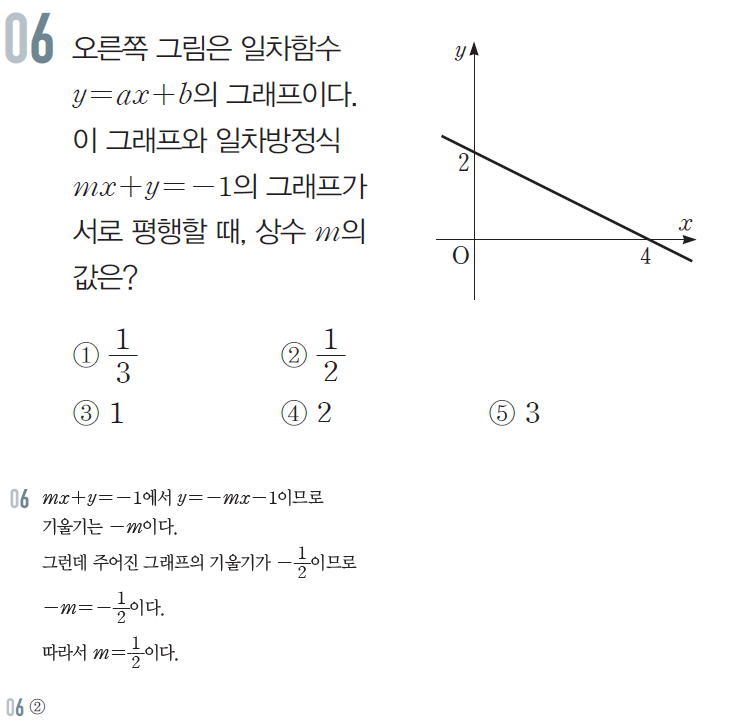 06
오른쪽 그림은 일차함수
y=ax+b의 그래프이다.
이 그래프와 일차방정식
mx+y=-1의 그래프가
서로 평행할 때, 상수 m의
값은?
y
2
x
O
4
① 1/3 ② 1/2
③ 1 ④ 2 ⑤ 3
06 mx+y=-1에서 y=-mx-1이므로
기울기는 -m이다.
그런데 주어진 그래프의 기울기가 -1/2이므로
-m=-1/2이다.
따라서 m=1/2이다.
06 ②